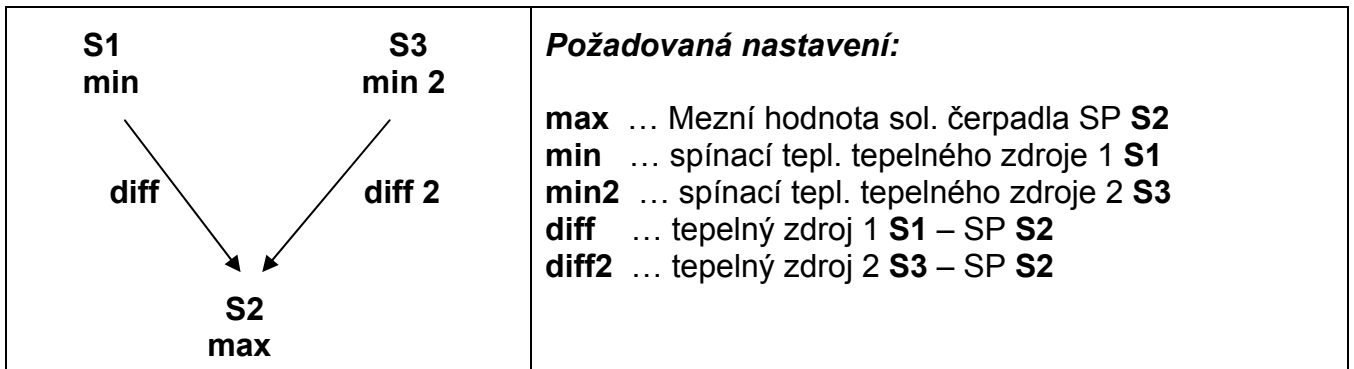 S1 S3
min min 2
diff diff 2
S2
max
Požadovaná nastavení:
max … Mezní hodnota sol. čerpadla SP S2
min … spínací tepl. tepelného zdroje 1 S1
min2 … spínací tepl. tepelného zdroje 2 S3
diff … tepelný zdroj 1 S1 – SP S2
diff2 … tepelný zdroj 2 S3 – SP S2